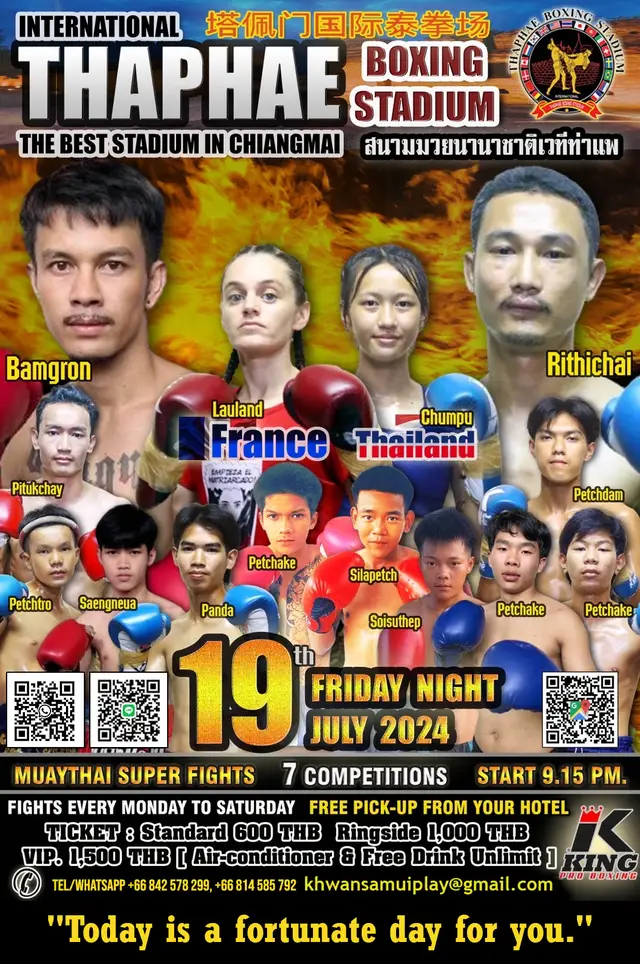 INTERNATIONAL
塔佩门国际泰拳场
THAPHAE
BOXING
STADIUM
THAPHAE BOXING STADIUM
THE BEST STADIUM IN CHIANGMAI
สนามมวยนานาชาติเวทีท่าแพ
Bamgron
Rithichai
Lauland
Chumpu
France
Thailand
EMPIEZA EL
MATRIARCADO
Pitukchay
Petchdam
Petchake
Silapetch
Petchtro
Saengneua
Panda
Soisuthep
Petchake
Petchake
19th
FRIDAY NIGHT
JULY 2024
MUAYTHAI SUPER FIGHTS 7 COMPETITIONS START 9.15 PM.
FIGHTS EVERY MONDAY TO SATURDAY FREE PICK-UP FROM YOUR HOTEL
TICKET : Standard 600 THB Ringside 1,000 THB
VIP. 1,500 THB [ Air-conditioner & Free Drink Unlimit ]
K
KING
PRO BOXING
TEL/WHATSAPP +66 842 578 299, +66 814 585 792 khwansamuiplay@gmail.com
"Today is a fortunate day for you."